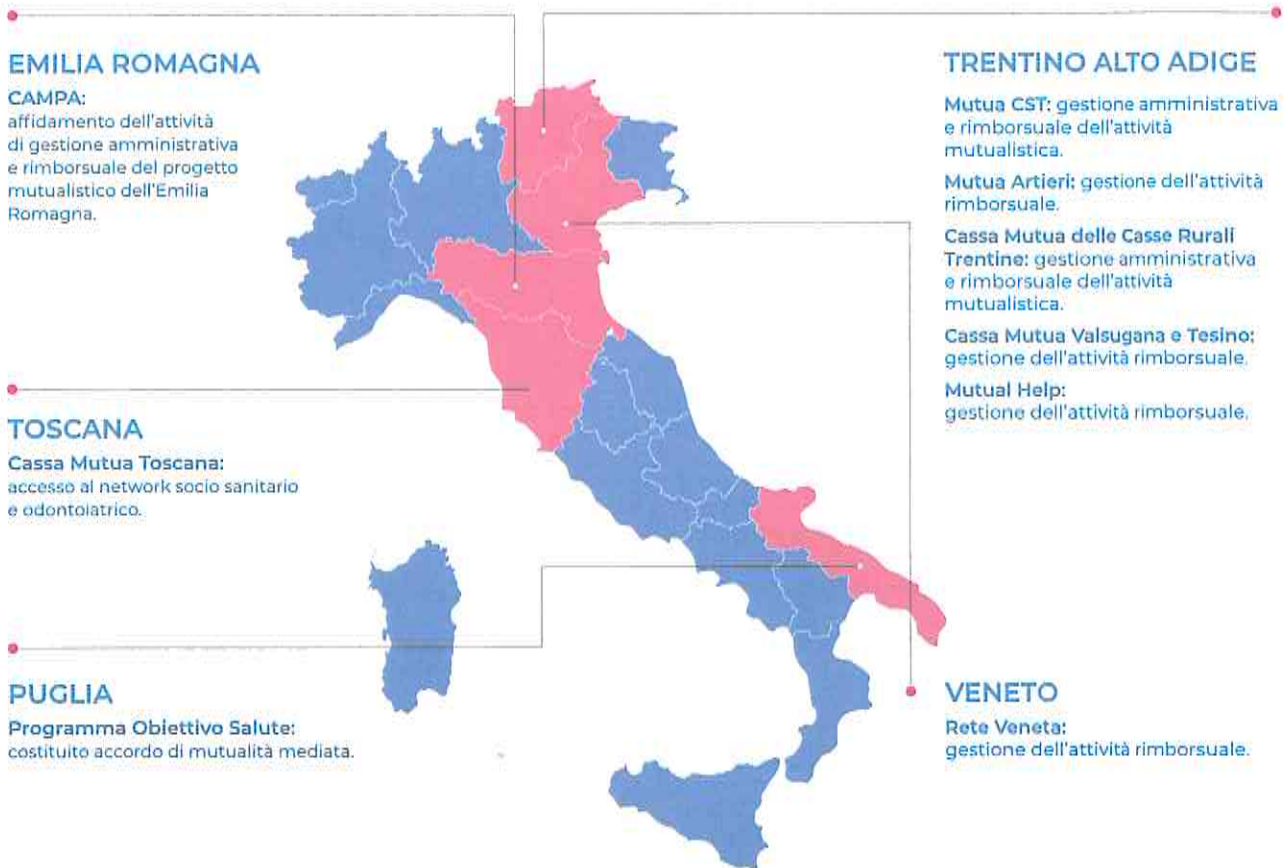 EMILIA ROMAGNA
CAMPA:
affidamento dell'attività
di gestione amministrativa
e rimborsuale del progetto
mutualistico dell'Emilia
Romagna.
TOSCANA
Cassa Mutua Toscana:
accesso al network socio sanitario
e odontoiatrico.
PUGLIA
Programma Obiettivo Salute:
costituito accordo di mutualità mediata.
TRENTINO ALTO ADIGE
Mutua CST: gestione amministrativa
e rimborsuale dell'attività
mutualistica.
Mutua Artieri: gestione dell'attività
rimborsuale.
Cassa Mutua delle Casse Rurali
Trentine: gestione amministrativa
e rimborsuale dell'attività
mutualistica.
Cassa Mutua Valsugana e Tesino:
gestione dell'attività rimborsuale.
Mutual Help:
gestione dell'attività rimborsuale.
VENETO
Rete Veneta:
gestione dell'attività rimborsuale.